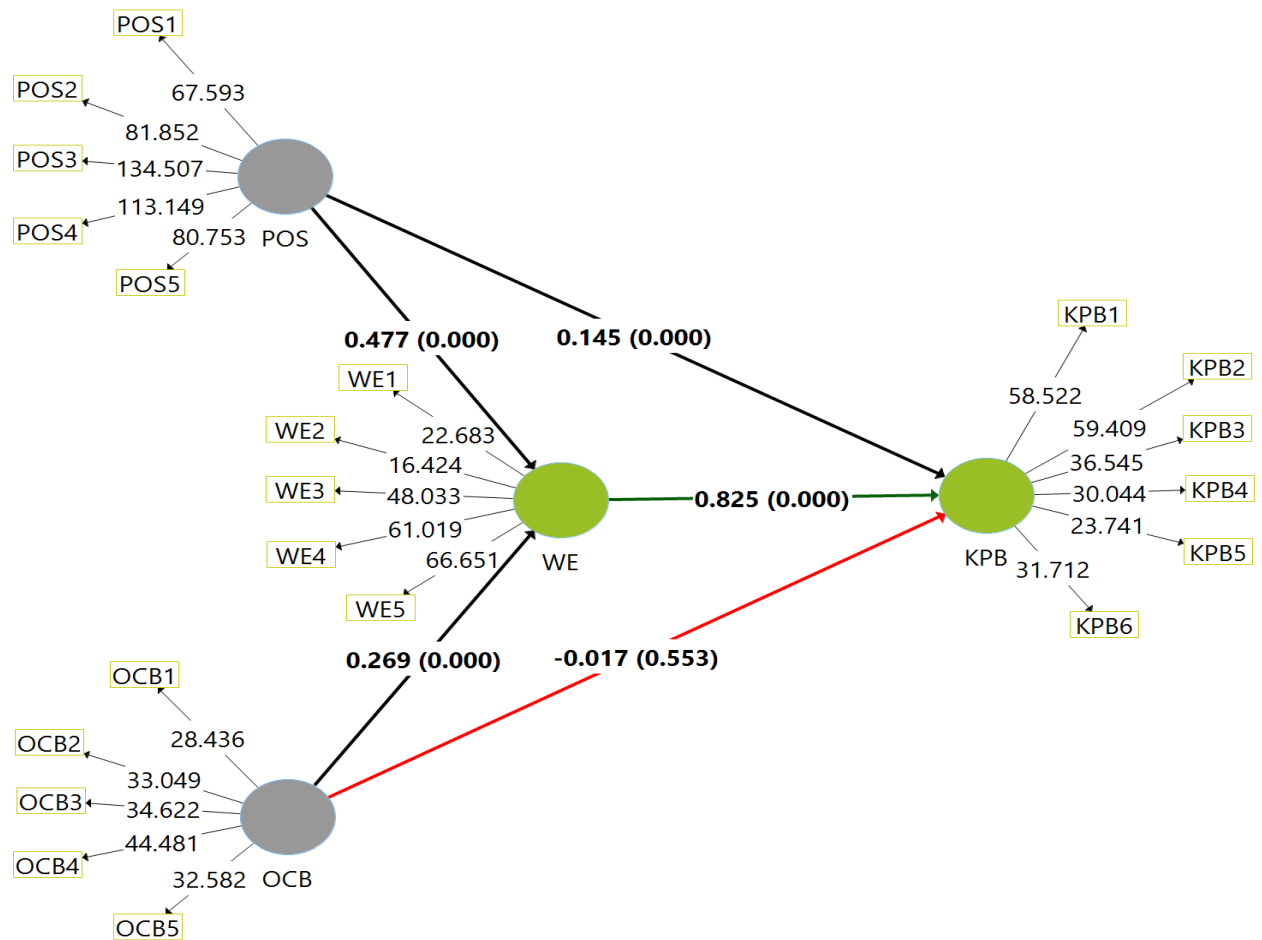 POS1
67.593
POS2
81.852
POS3
134.507
113.149
POS4
80.753
POS
POS5
0.477 (0.000)
0.145 (0.000)
WE1
22.683
WE2
16.424
WE3
48.033
61.019
WE4
66.651
WE
WE5
0.825 (0.000)
KPB1
58.522
KPB2
59.409
KPB3
36.545
30.044
KPB4
23.741
KPB5
KPB
31.712
KPB6
0.269 (0.000)
-0.017 (0.553)
OCB1
28.436
OCB2
33.049
OCB3
34.622
44.481
OCB4
32.582
OCB
OCB5